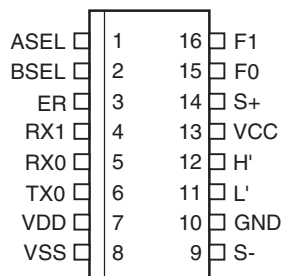 ASEL 1 16 F1
BSEL 2 15 F0
ER 3 14 S+
RX1 4 13 VCC
RX0 5 12 H'
TX0 6 11 L'
VDD 7 10 GND
VSS 8 9 S-